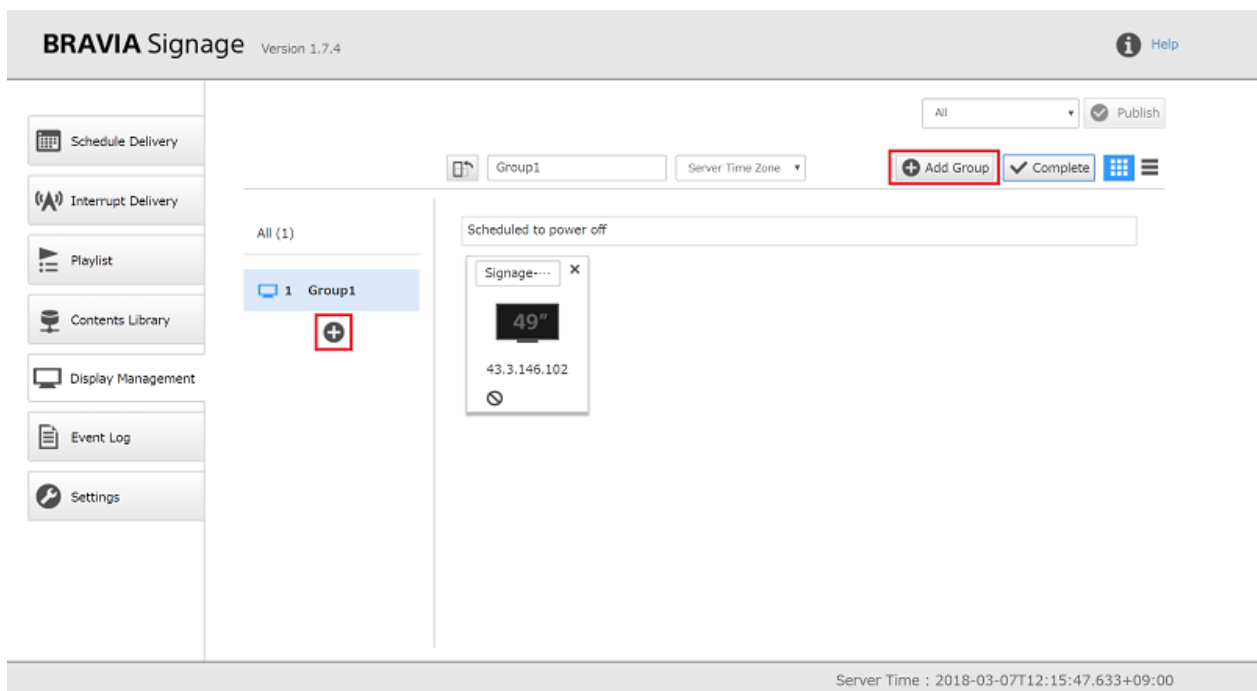 BRAVIA Signage Version 1.7.4
Help
All
Publish
Schedule Delivery
Group1
Server Time Zone
Add Group
Complete
Interrupt Delivery
All (1)
Scheduled to power off
Playlist
Signage-···
1 Group1
49"
Contents Library
43.3.146.102
Display Management
Event Log
Settings
Server Time : 2018-03-07T12:15:47.633+09:00